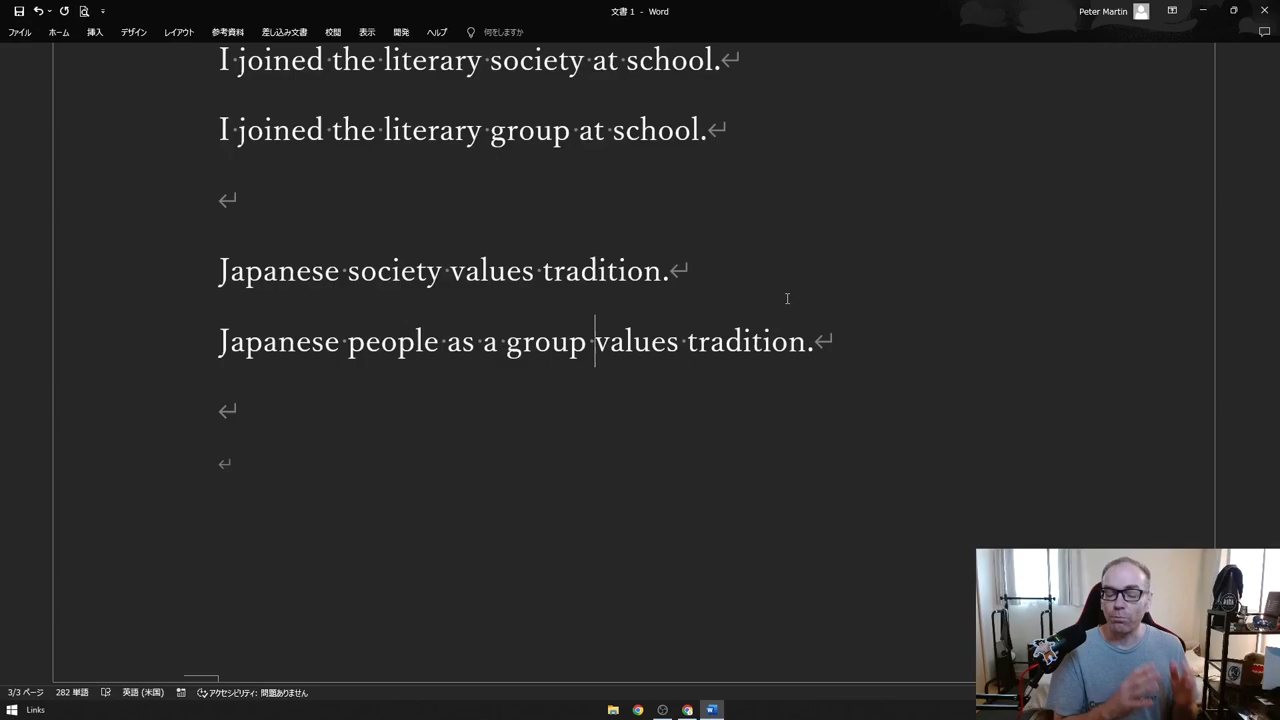 文書 1 - Word
Peter Martin
ファイル ホーム 挿入 デザイン レイアウト 参考資料 差し込み文書 校閲 表示 開発 ヘルプ 何をしますか
I joined the literary society at school.
I joined the literary group at school.
Japanese society values tradition.
Japanese people as a group values tradition.
3/3 ページ 282 単語 英語 (米国) アクセシビリティ: 問題ありません
Links